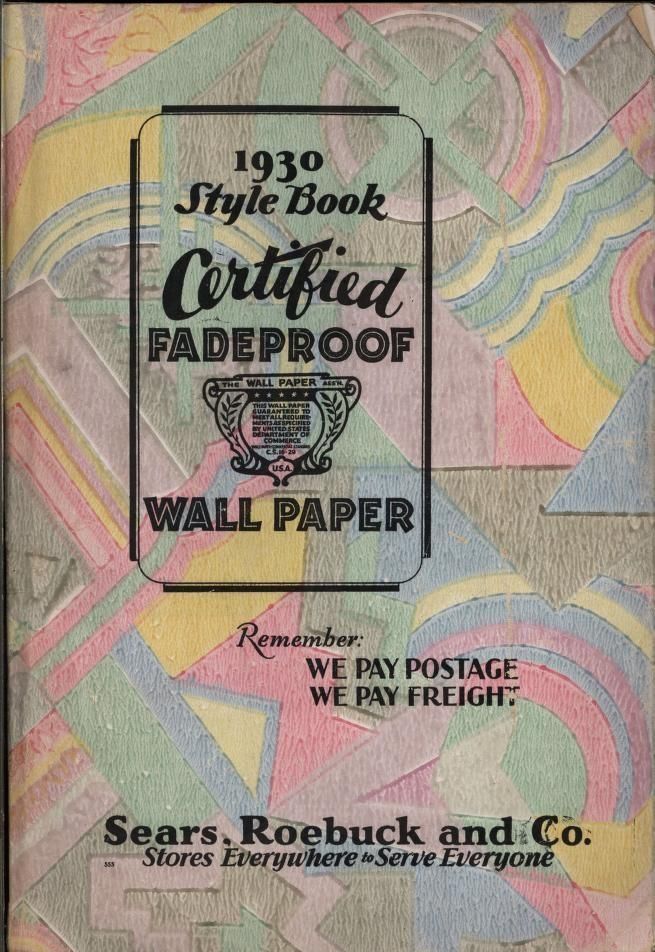 1930
Style Book
Certified
FADEPROOF
THE WALL PAPER ASS'N.
THIS WALL PAPER
GUARANTEED TO
MEET ALL REQUIRE-
MENTS AS SPECIFIED
BY UNITED STATES
DEPARTMENT OF
COMMERCE
C.S. 16-29
U.S.A.
WALL PAPER
Remember:
WE PAY POSTAGE
WE PAY FREIGHT
Sears, Roebuck and Co.
Stores Everywhere to Serve Everyone
555